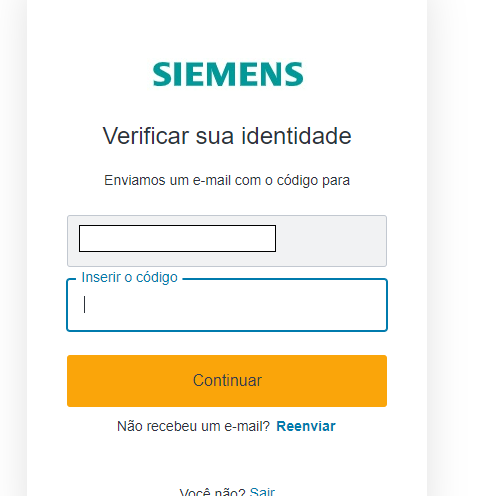 SIEMENS
Verificar sua identidade
Enviamos um e-mail com o código para
Inserir o código
Continuar
Não recebeu um e-mail? Reenviar
Você não? Sair